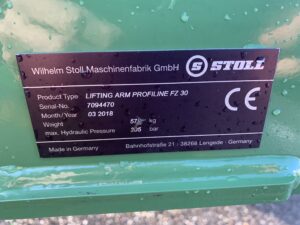 Wilhelm Stoll Maschinenfabrik GmbH S STOLL
Product Type LIFTING ARM PROFILINE FZ 30
Serial-No. 7094470
Month/Year 03 2018
Weight kg
max. Hydraulic Pressure bar
Made in Germany Bahnhofstraße 21 - 38268 Lengede - Germany
CE